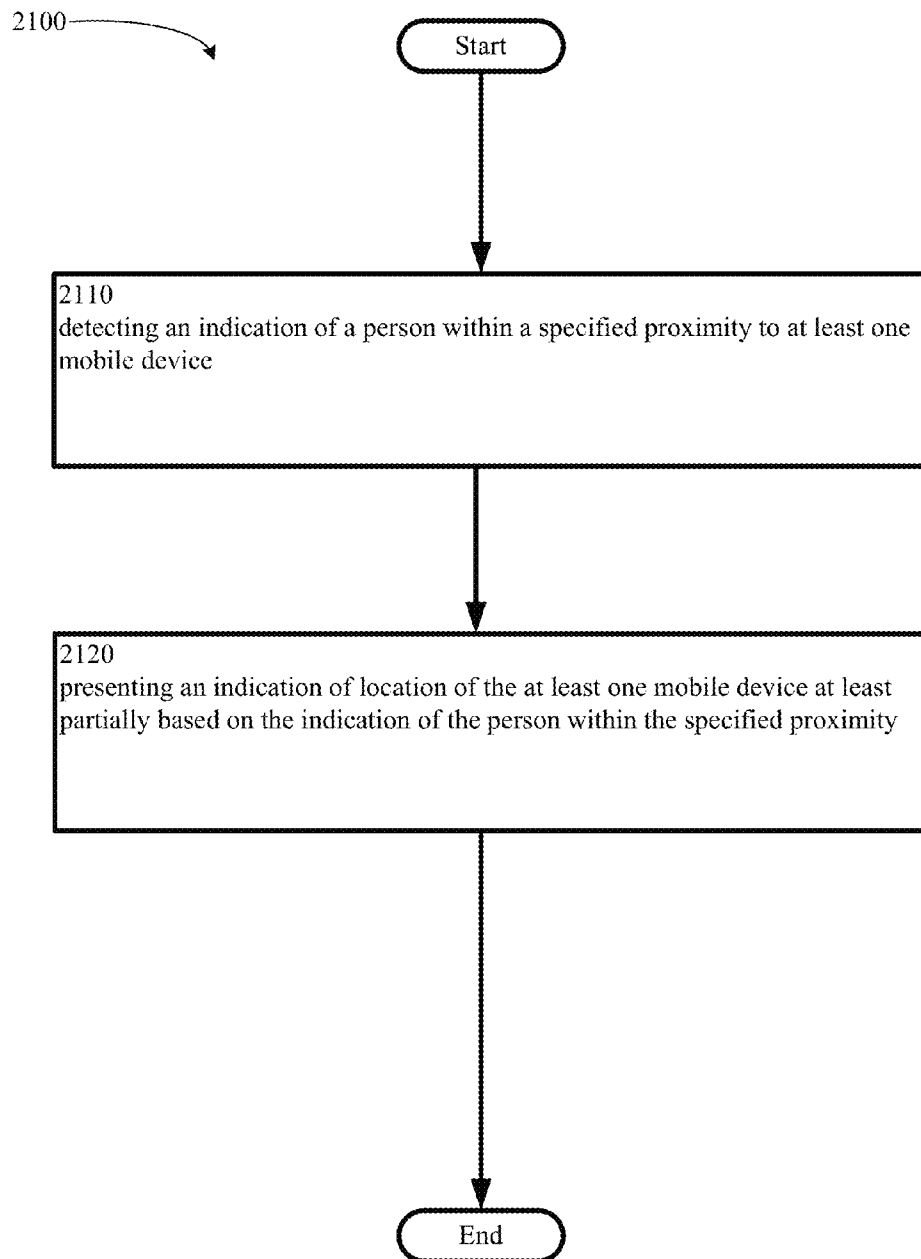 2100
Start
2110
detecting an indication of a person within a specified proximity to at least one
mobile device
2120
presenting an indication of location of the at least one mobile device at least
partially based on the indication of the person within the specified proximity
End